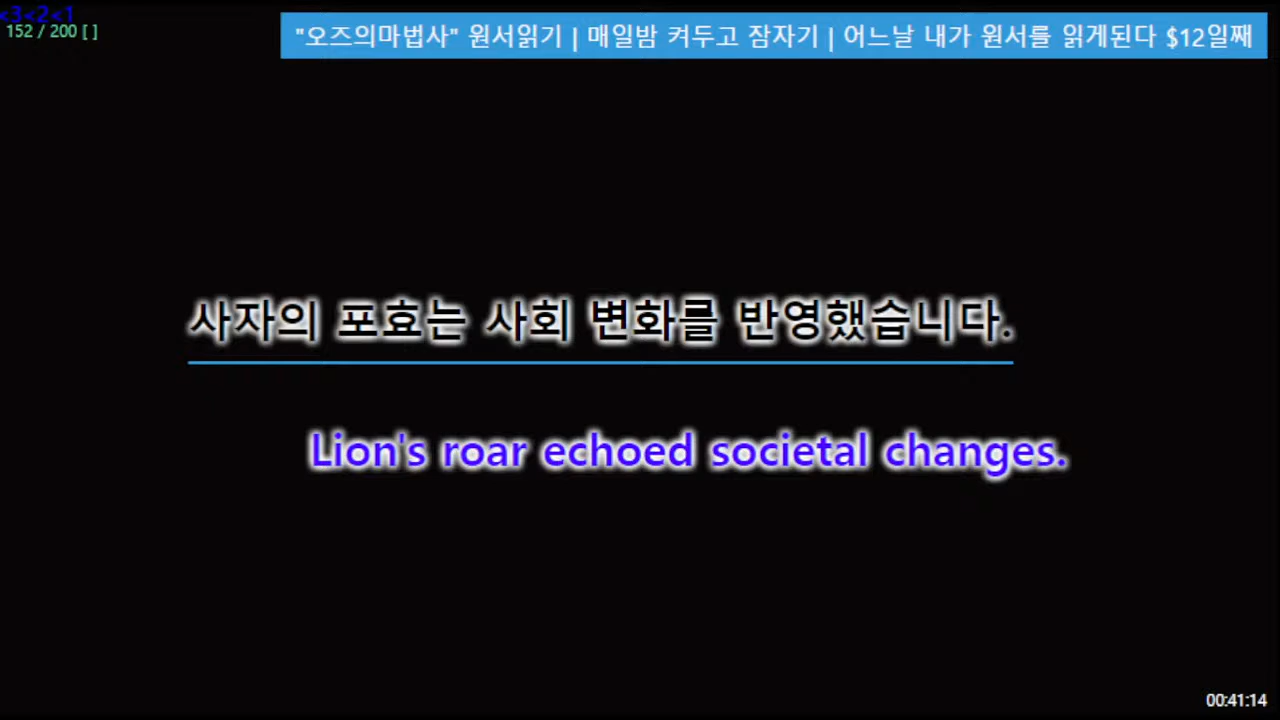 <3<2<1
152 / 200 [ ]
"오즈의마법사" 원서읽기 | 매일밤 켜두고 잠자기 | 어느날 내가 원서를 읽게된다 $12일째
사자의 포효는 사회 변화를 반영했습니다.
Lion's roar echoed societal changes.
00:41:14